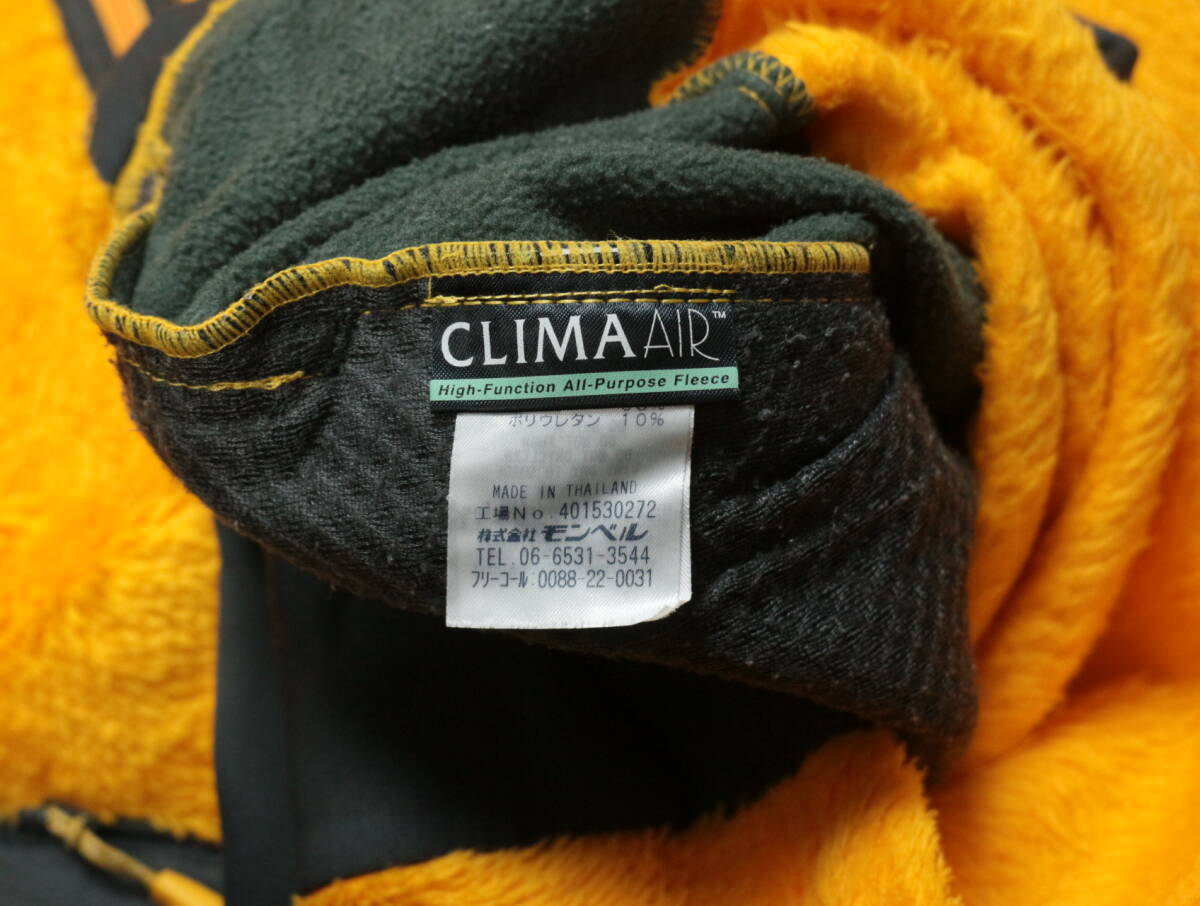 CLIMA AIR™
High-Function All-Purpose Fleece
ポリウレタン 10%
MADE IN THAILAND
工場No.401530272
株式会社 モンベル
TEL.06-6531-3544
フリーコール:0088-22-0031